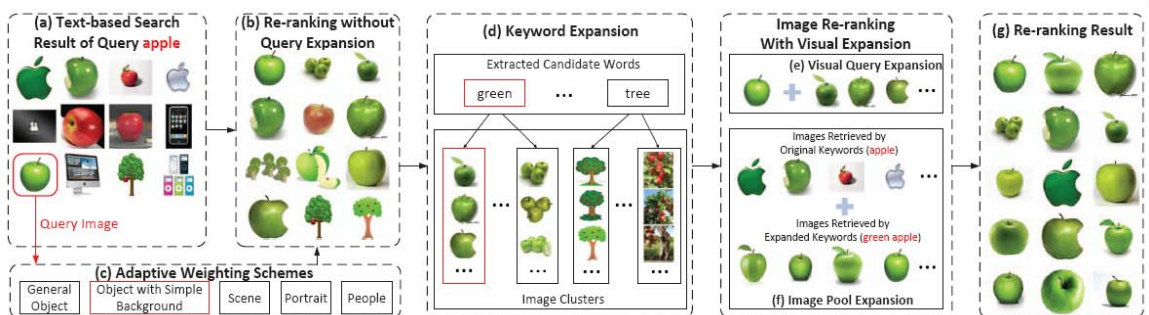 (a) Text-based Search
Result of Query apple
Query Image
(b) Re-ranking without
Query Expansion
(c) Adaptive Weighting Schemes
General
Object
Object with Simple
Background
Scene
Portrait
People
(d) Keyword Expansion
Extracted Candidate Words
green
...
tree
...
...
...
...
...
...
Image Clusters
Image Re-ranking
With Visual Expansion
(e) Visual Query Expansion
+
...
Images Retrieved by
Original Keywords (apple)
...
+
Images Retrieved by
Expanded Keywords (green apple)
...
(f) Image Pool Expansion
(g) Re-ranking Result